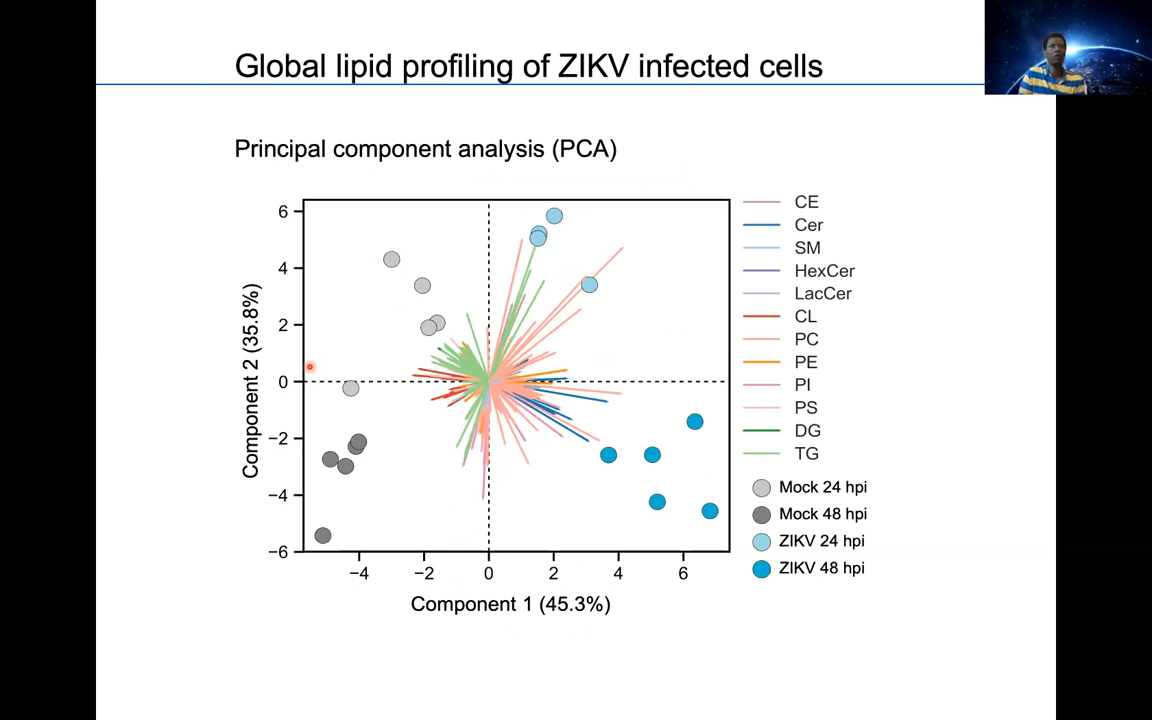 Global lipid profiling of ZIKV infected cells
Principal component analysis (PCA)
Component 2 (35.8%)
6
4
2
0
−2
−4
−6
−4
−2
0
2
4
6
Component 1 (45.3%)
CE
Cer
SM
HexCer
LacCer
CL
PC
PE
PI
PS
DG
TG
Mock 24 hpi
Mock 48 hpi
ZIKV 24 hpi
ZIKV 48 hpi